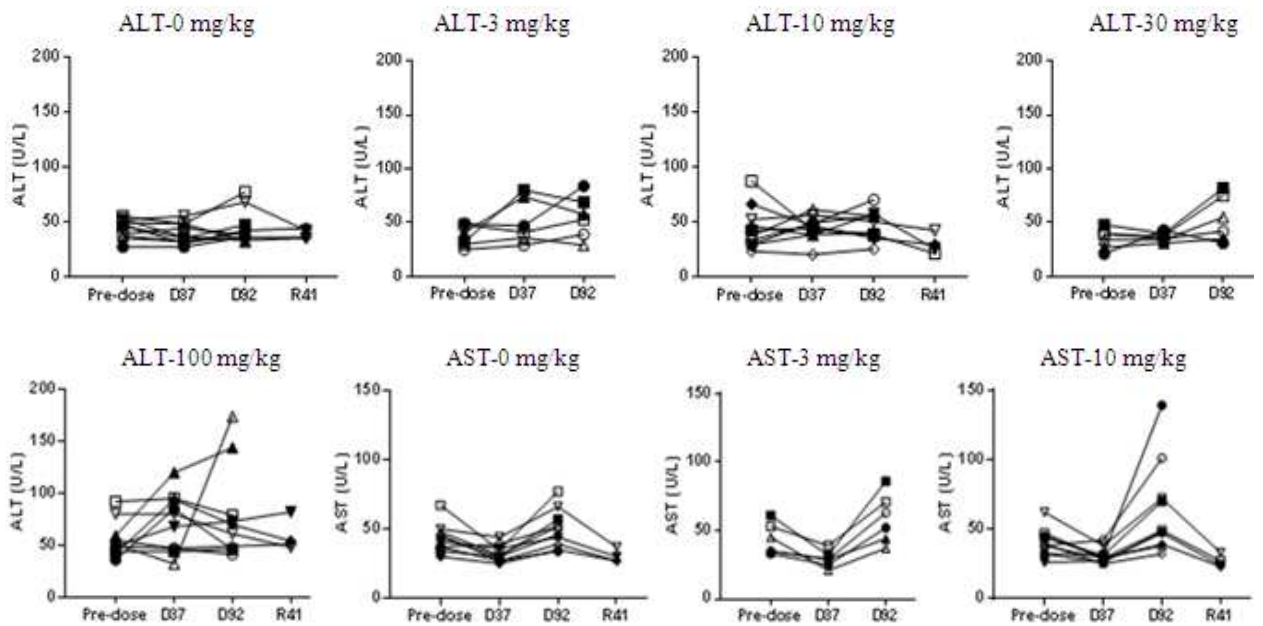 ALT-0 mg/kg
ALT-3 mg/kg
ALT-10 mg/kg
ALT-30 mg/kg
200
150
100
50
0
ALT (U/L)
Pre-dose D37 D92 R41
200
150
100
50
0
ALT (U/L)
Pre-dose D37 D92
200
150
100
50
0
ALT (U/L)
Pre-dose D37 D92 R41
200
150
100
50
0
ALT (U/L)
Pre-dose D37 D92
ALT-100 mg/kg
AST-0 mg/kg
AST-3 mg/kg
AST-10 mg/kg
200
150
100
50
0
ALT (U/L)
Pre-dose D37 D92 R41
150
100
50
0
AST (U/L)
Pre-dose D37 D92 R41
150
100
50
0
AST (U/L)
Pre-dose D37 D92
150
100
50
0
AST (U/L)
Pre-dose D37 D92 R41